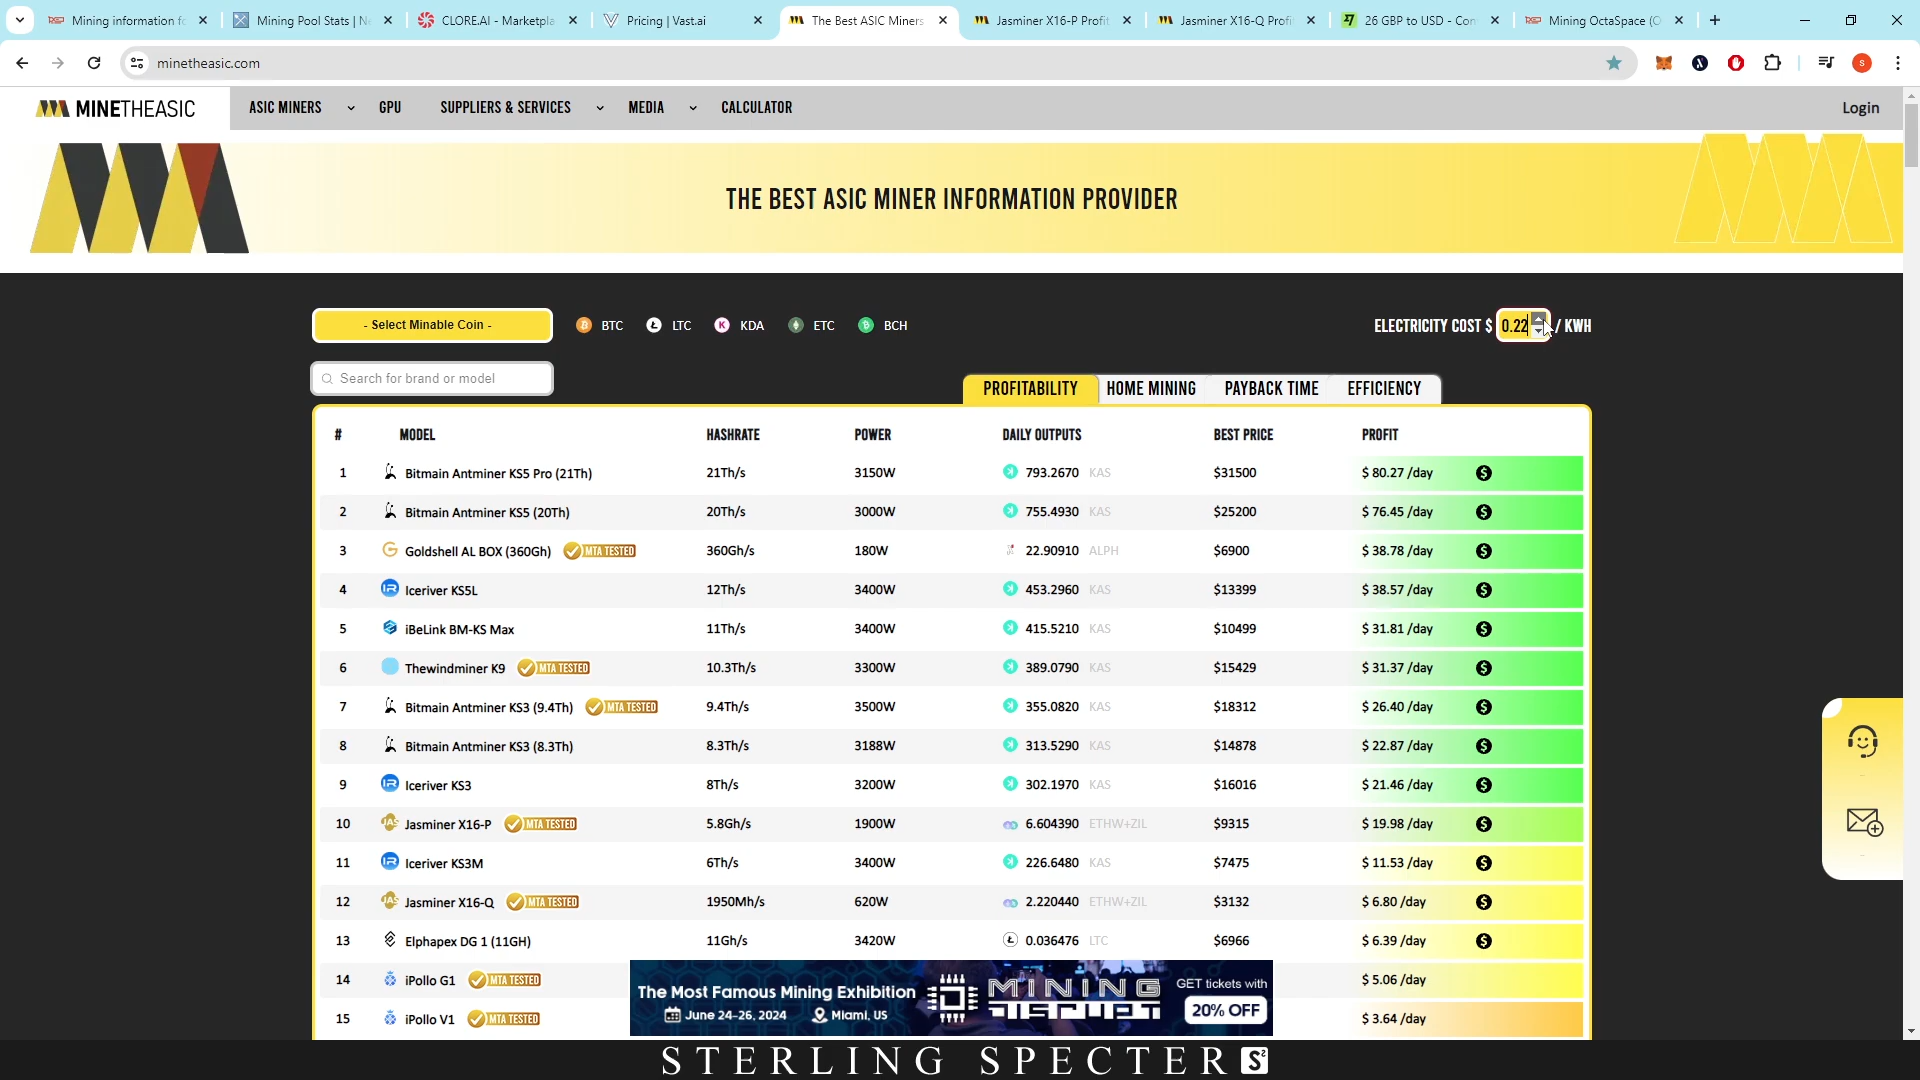 Mining information fo
Mining Pool Stats | Ne
CLORE.AI - Marketpla
Pricing | Vast.ai
The Best ASIC Miners
Jasminer X16-P Profit
Jasminer X16-Q Profi
26 GBP to USD - Con
Mining OctaSpace (O
minetheasic.com
MINETHEASIC
ASIC MINERS
GPU
SUPPLIERS & SERVICES
MEDIA
CALCULATOR
Login
THE BEST ASIC MINER INFORMATION PROVIDER
- Select Minable Coin -
BTC
LTC
KDA
ETC
BCH
ELECTRICITY COST $ 0.22 / KWH
Search for brand or model
PROFITABILITY
HOME MINING
PAYBACK TIME
EFFICIENCY
# MODEL HASHRATE POWER DAILY OUTPUTS BEST PRICE PROFIT
1 Bitmain Antminer KS5 Pro (21Th) 21Th/s 3150W 793.2670 KAS $31500 $ 80.27 /day
2 Bitmain Antminer KS5 (20Th) 20Th/s 3000W 755.4930 KAS $25200 $ 76.45 /day
3 Goldshell AL BOX (360Gh) MTA TESTED 360Gh/s 180W 22.90910 ALPH $6900 $ 38.78 /day
4 Iceriver KS5L 12Th/s 3400W 453.2960 KAS $13399 $ 38.57 /day
5 iBeLink BM-KS Max 11Th/s 3400W 415.5210 KAS $10499 $ 31.81 /day
6 Thewindminer K9 MTA TESTED 10.3Th/s 3300W 389.0790 KAS $15429 $ 31.37 /day
7 Bitmain Antminer KS3 (9.4Th) MTA TESTED 9.4Th/s 3500W 355.0820 KAS $18312 $ 26.40 /day
8 Bitmain Antminer KS3 (8.3Th) 8.3Th/s 3188W 313.5290 KAS $14878 $ 22.87 /day
9 Iceriver KS3 8Th/s 3200W 302.1970 KAS $16016 $ 21.46 /day
10 Jasminer X16-P MTA TESTED 5.8Gh/s 1900W 6.604390 ETHW+ZIL $9315 $ 19.98 /day
11 Iceriver KS3M 6Th/s 3400W 226.6480 KAS $7475 $ 11.53 /day
12 Jasminer X16-Q MTA TESTED 1950Mh/s 620W 2.220440 ETHW+ZIL $3132 $ 6.80 /day
13 Elphapex DG 1 (11GH) 11Gh/s 3420W 0.036476 LTC $6966 $ 6.39 /day
14 iPollo G1 MTA TESTED $ 5.06 /day
15 iPollo V1 MTA TESTED $ 3.64 /day
The Most Famous Mining Exhibition
June 24-26, 2024 Miami, US
MINING
DISRUPT
GET tickets with
20% OFF
STERLING SPECTER S²